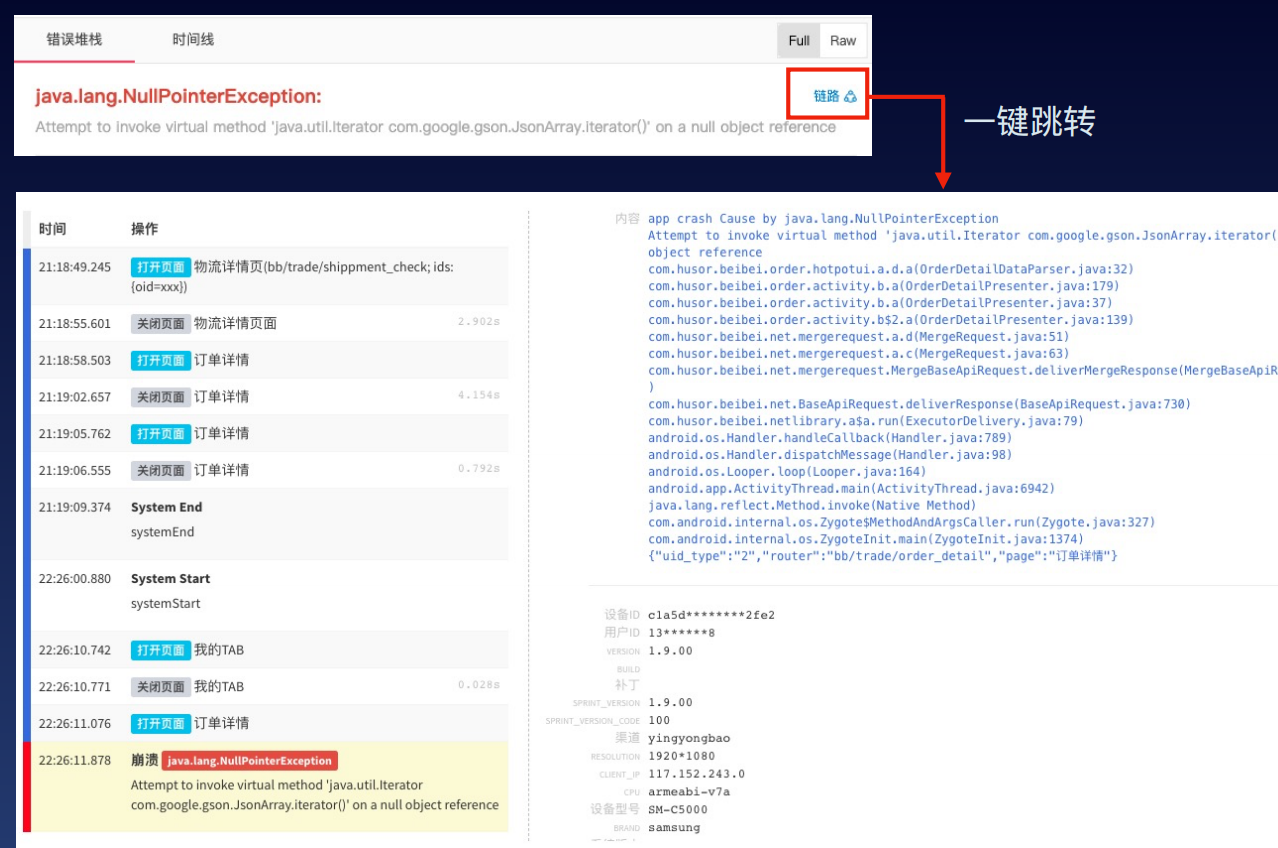 错误堆栈 时间线 Full Raw
java.lang.NullPointerException: 链路
Attempt to invoke virtual method 'java.util.Iterator com.google.gson.JsonArray.iterator()' on a null object reference
一键跳转
时间 操作
21:18:49.245 打开页面 物流详情页(bb/trade/shippment_check; ids:
{oid=xxx})
21:18:55.601 关闭页面 物流详情页面 2.902s
21:18:58.503 打开页面 订单详情
21:19:02.657 关闭页面 订单详情 4.154s
21:19:05.762 打开页面 订单详情
21:19:06.555 关闭页面 订单详情 0.792s
21:19:09.374 System End
systemEnd
22:26:00.880 System Start
systemStart
22:26:10.742 打开页面 我的TAB
22:26:10.771 关闭页面 我的TAB 0.028s
22:26:11.076 打开页面 订单详情
22:26:11.878 崩溃 java.lang.NullPointerException
Attempt to invoke virtual method 'java.util.Iterator
com.google.gson.JsonArray.iterator()' on a null object reference
内容 app crash Cause by java.lang.NullPointerException
Attempt to invoke virtual method 'java.util.Iterator com.google.gson.JsonArray.iterator(
object reference
com.husor.beibei.order.hotpotui.a.d.a(OrderDetailDataParser.java:32)
com.husor.beibei.order.activity.b.a(OrderDetailPresenter.java:179)
com.husor.beibei.order.activity.b.a(OrderDetailPresenter.java:37)
com.husor.beibei.order.activity.b$2.a(OrderDetailPresenter.java:139)
com.husor.beibei.net.mergerequest.a.d(MergeRequest.java:51)
com.husor.beibei.net.mergerequest.a.c(MergeRequest.java:63)
com.husor.beibei.net.mergerequest.MergeBaseApiRequest.deliverMergeResponse(MergeBaseApiR
)
com.husor.beibei.net.BaseApiRequest.deliverResponse(BaseApiRequest.java:730)
com.husor.beibei.netlibrary.a$a.run(ExecutorDelivery.java:79)
android.os.Handler.handleCallback(Handler.java:789)
android.os.Handler.dispatchMessage(Handler.java:98)
android.os.Looper.loop(Looper.java:164)
android.app.ActivityThread.main(ActivityThread.java:6942)
java.lang.reflect.Method.invoke(Native Method)
com.android.internal.os.Zygote$MethodAndArgsCaller.run(Zygote.java:327)
com.android.internal.os.ZygoteInit.main(ZygoteInit.java:1374)
{"uid_type":"2","router":"bb/trade/order_detail","page":"订单详情"}
设备ID c1a5d********2fe2
用户ID 13******8
VERSION 1.9.00
BUILD
补丁
SPRINT_VERSION 1.9.00
SPRINT_VERSION_CODE 100
渠道 yingyongbao
RESOLUTION 1920*1080
CLIENT_IP 117.152.243.0
CPU armeabi-v7a
设备型号 SM-C5000
BRAND samsung